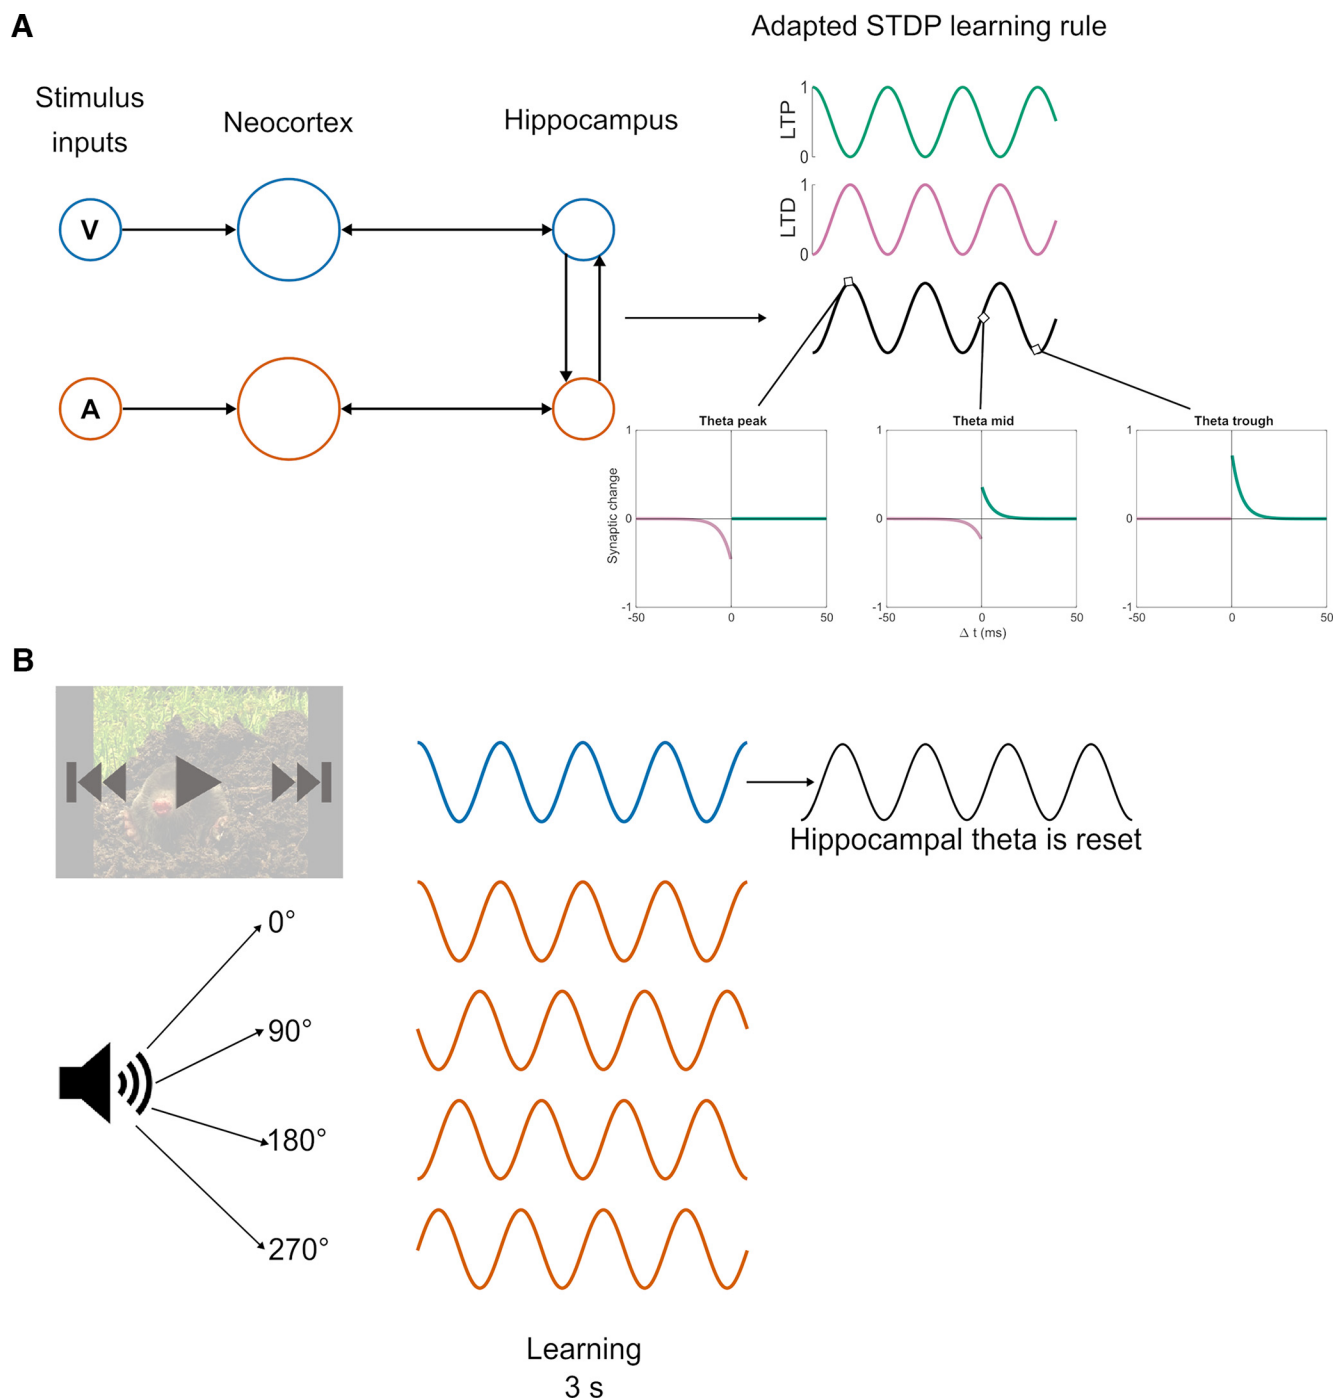 A
Adapted STDP learning rule
Stimulus
inputs
Neocortex
Hippocampus
V
A
LTP
1
0
LTD
1
0
Theta peak
Theta mid
Theta trough
Synaptic change
1
0
-1
-50
0
50
1
0
-1
-50
0
50
1
0
-1
-50
0
50
Δ t (ms)
B
Hippocampal theta is reset
0°
90°
180°
270°
Learning
3 s